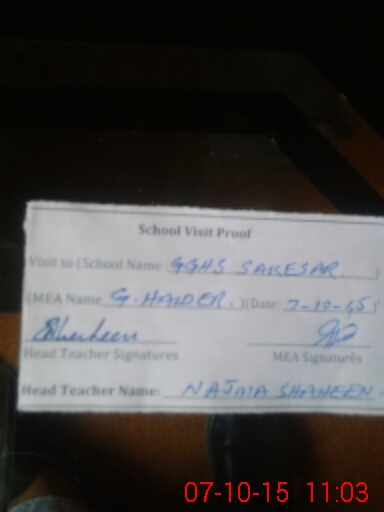 School Visit Proof
Visit to (School Name GGHS SAKESAR. )
(MEA Name G. HAIDER. )(Date 7-10-15)
Shaheen
Head Teacher Signatures MEA Signatures
Head Teacher Name: NAJMA SHAHEEN.
07-10-15 11:03